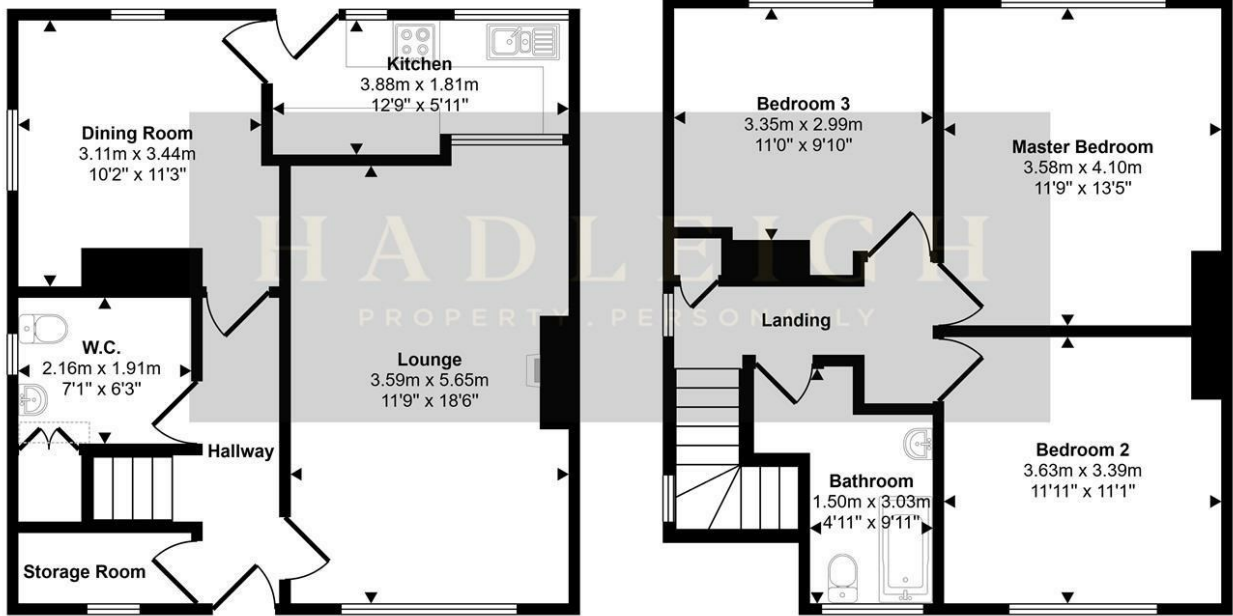 Kitchen
3.88m x 1.81m
12'9" x 5'11"
Dining Room
3.11m x 3.44m
10'2" x 11'3"
W.C.
2.16m x 1.91m
7'1" x 6'3"
Lounge
3.59m x 5.65m
11'9" x 18'6"
Hallway
Storage Room
Bedroom 3
3.35m x 2.99m
11'0" x 9'10"
Master Bedroom
3.58m x 4.10m
11'9" x 13'5"
Landing
Bedroom 2
3.63m x 3.39m
11'11" x 11'1"
Bathroom
1.50m x 3.03m
4'11" x 9'11"
HADLEIGH
PROPERTY. PERSONALLY